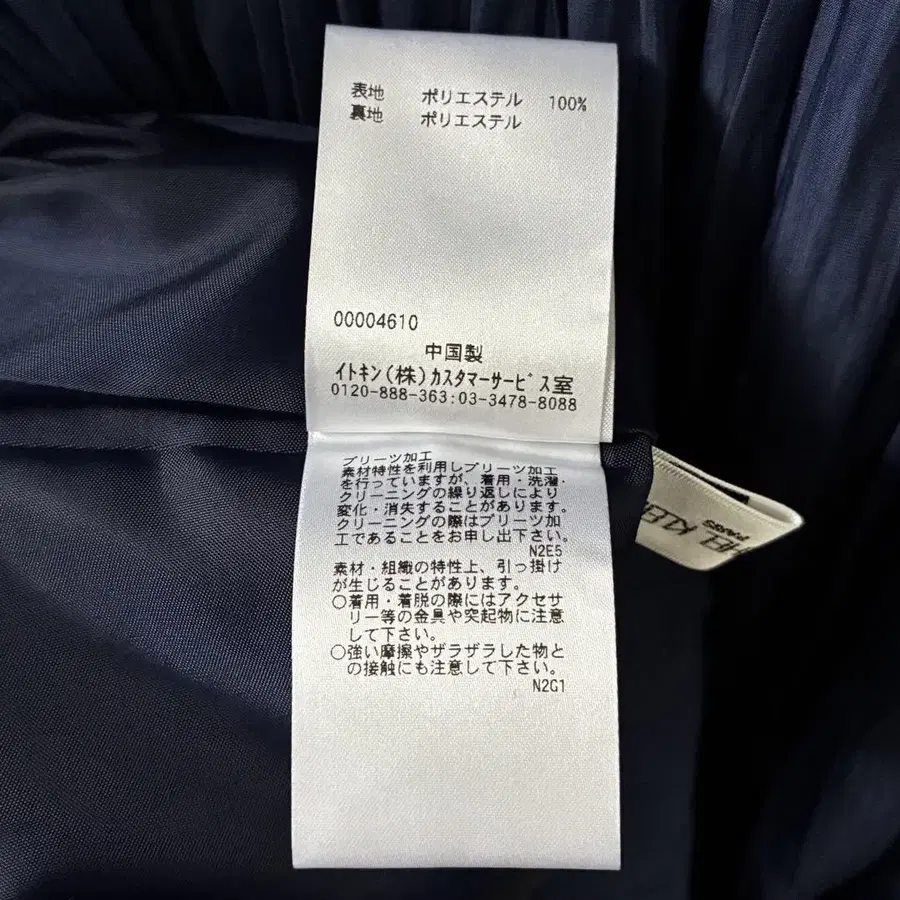 表地 ポリエステル 100%
裏地 ポリエステル
00004610
中国製
イトキン(株)カスタマーサービス室
0120-888-363:03-3478-8088
プリーツ加工
素材特性を利用しプリーツ加工
を行っていますが、着用・洗濯・
クリーニングの繰り返しにより
変化・消失することがあります。
クリーニングの際はプリーツ加
工であることをお申し出下さい。
N2E5
素材・組織の特性上、引っ掛け
が生じることがあります。
○着用・着脱の際にはアクセサ
リー等の金具や突起物に注意
して下さい。
○強い摩擦やザラザラした物と
の接触にも注意して下さい。
N2G1